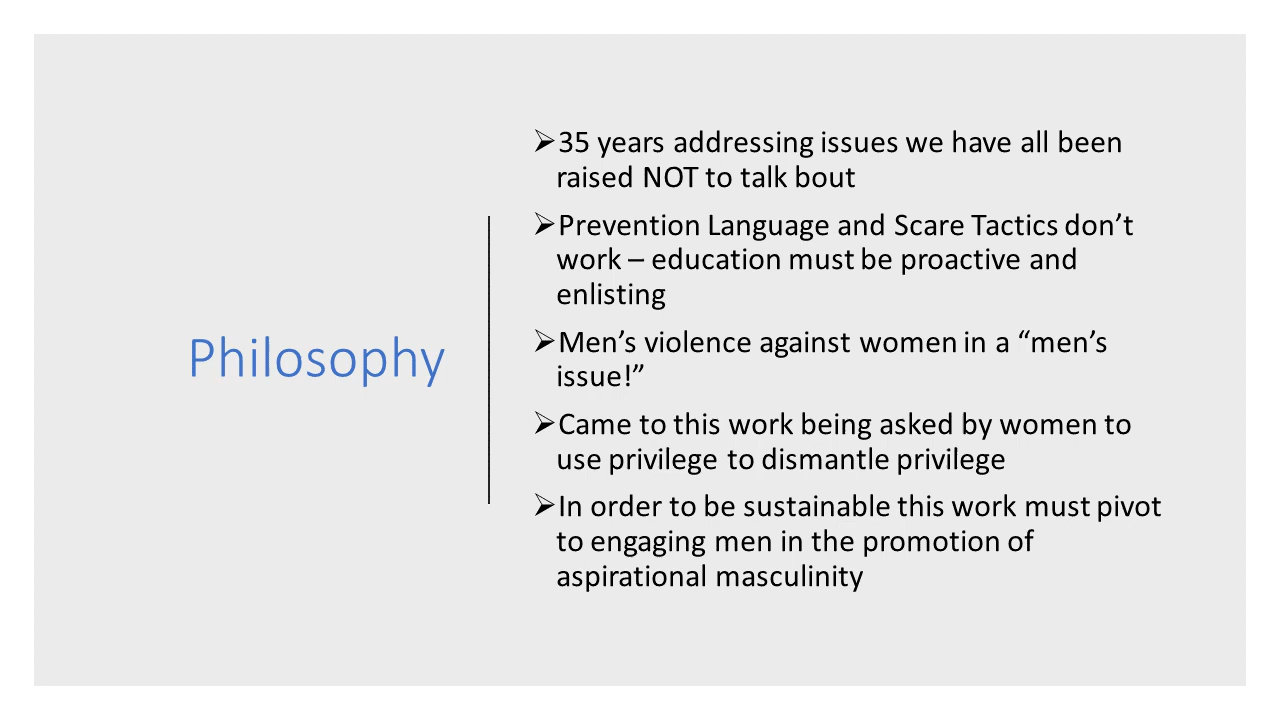 Philosophy
➢35 years addressing issues we have all been
raised NOT to talk bout
➢Prevention Language and Scare Tactics don’t
work – education must be proactive and
enlisting
➢Men’s violence against women in a “men’s
issue!”
➢Came to this work being asked by women to
use privilege to dismantle privilege
➢In order to be sustainable this work must pivot
to engaging men in the promotion of
aspirational masculinity